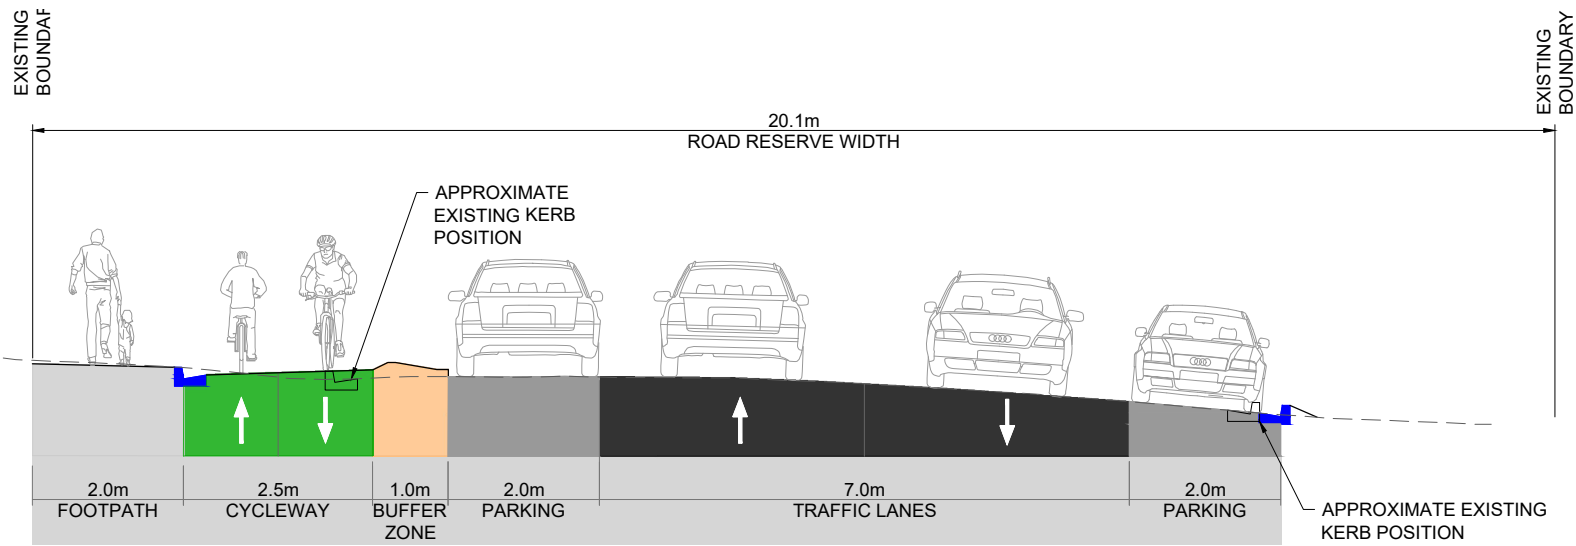 EXISTING
EXISTING
BOUNDARY
20.1m
ROAD RESERVE WIDTH
APPROXIMATE
EXISTING KERB
POSITION
2.0m
2.5m
1.0m
2.0m
7.0m
2.0m
FOOTPATH
CYCLEWAY
BUFFER
ZONE
PARKING
TRAFFIC LANES
PARKING
APPROXIMATE EXISTING
KERB POSITION